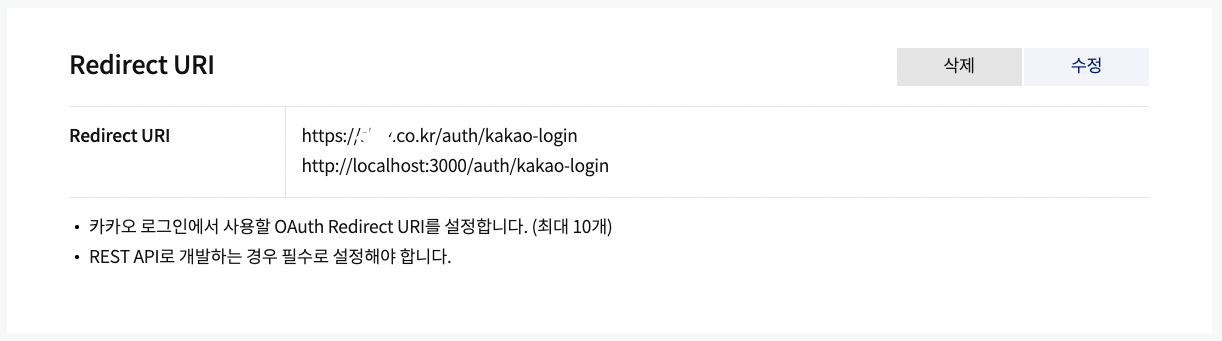 Redirect URI
삭제
수정
Redirect URI
https://
.co.kr/auth/kakao-login
http://localhost:3000/auth/kakao-login
• 카카오 로그인에서 사용할 OAuth Redirect URI를 설정합니다. (최대 10개)
• REST API로 개발하는 경우 필수로 설정해야 합니다.